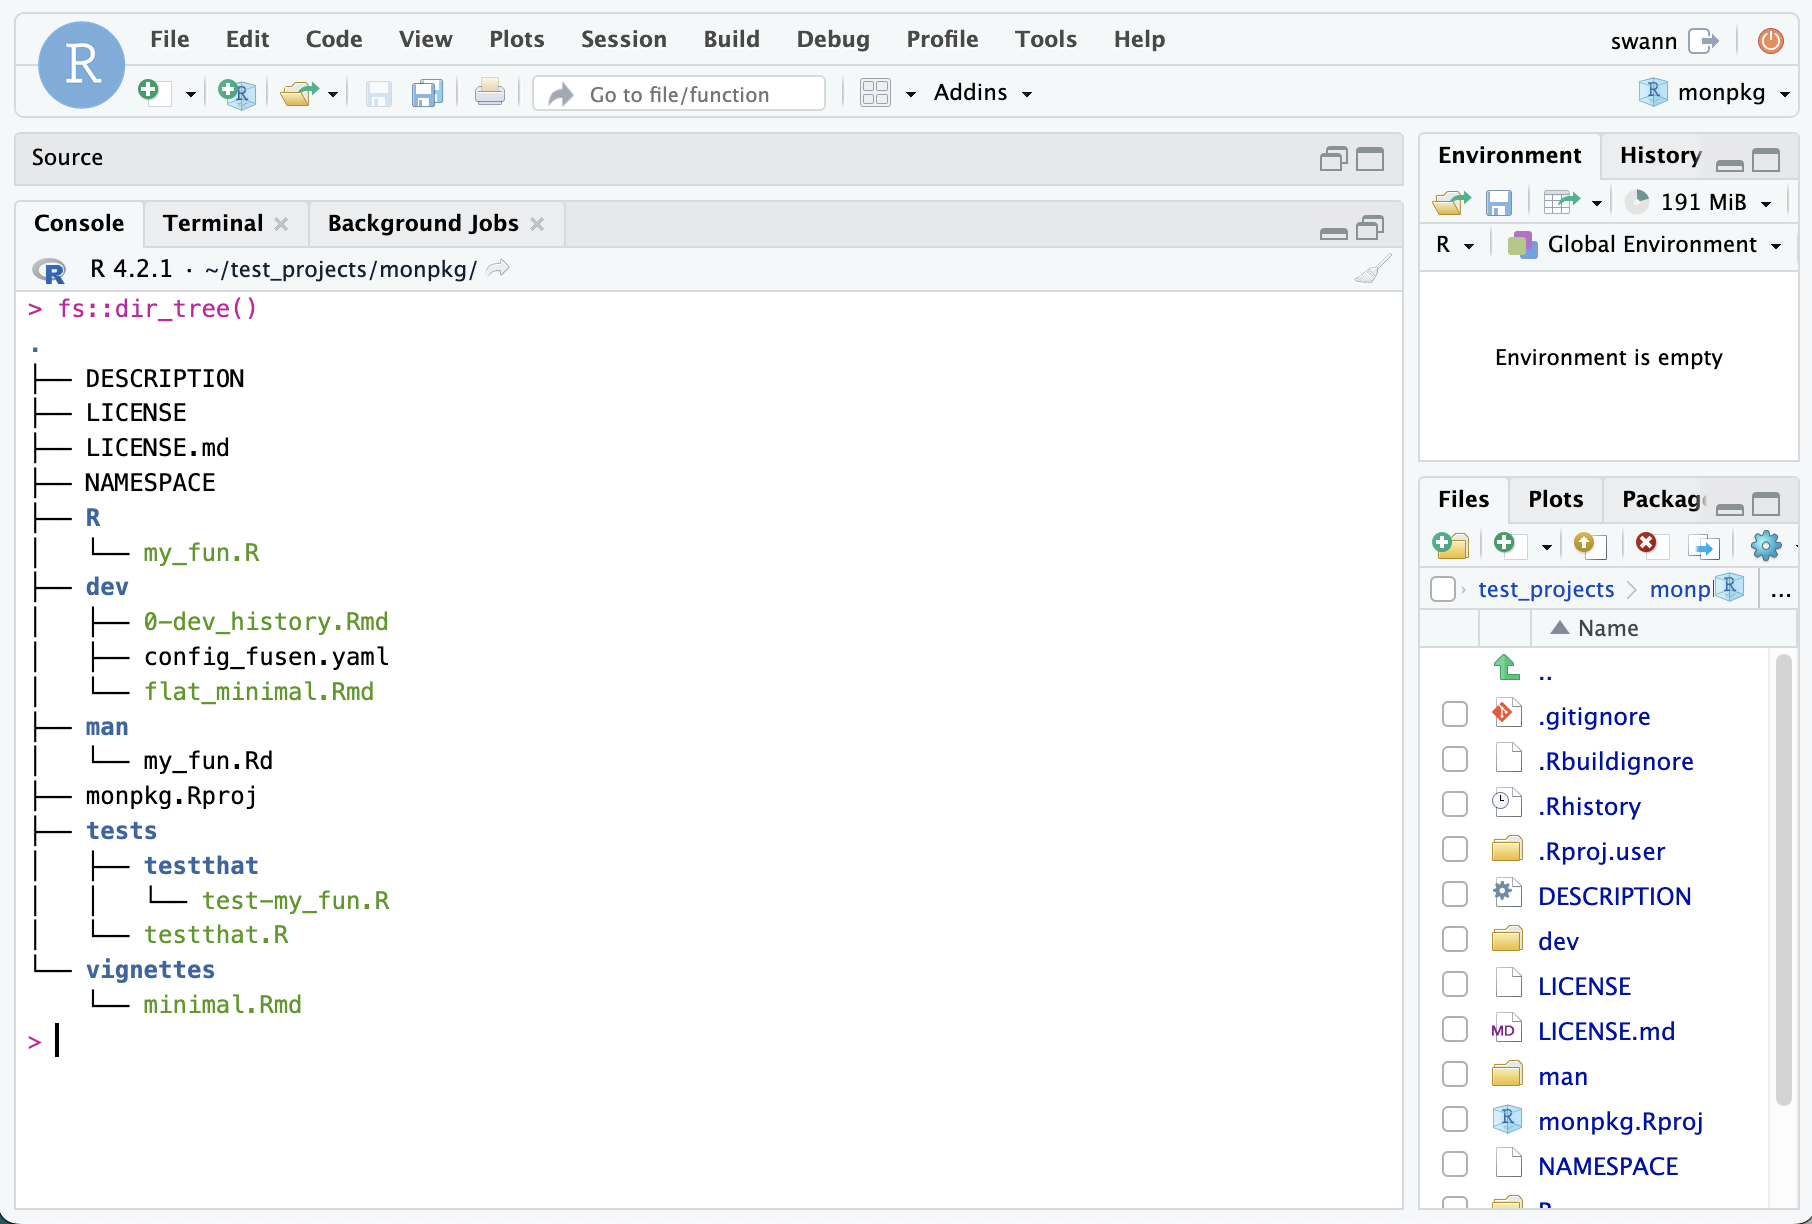 R File Edit Code View Plots Session Build Debug Profile Tools Help swann
Go to file/function Addins monpkg
Source
Console Terminal Background Jobs
R 4.2.1 · ~/test_projects/monpkg/
> fs::dir_tree()
.
├── DESCRIPTION
├── LICENSE
├── LICENSE.md
├── NAMESPACE
├── R
│   └── my_fun.R
├── dev
│   ├── 0-dev_history.Rmd
│   ├── config_fusen.yaml
│   └── flat_minimal.Rmd
├── man
│   └── my_fun.Rd
├── monpkg.Rproj
├── tests
│   ├── testthat
│   │   └── test-my_fun.R
│   └── testthat.R
└── vignettes
    └── minimal.Rmd
>
Environment History
191 MiB
R Global Environment
Environment is empty
Files Plots Packag
test_projects monp R ...
Name
..
.gitignore
.Rbuildignore
.Rhistory
.Rproj.user
DESCRIPTION
dev
LICENSE
MD LICENSE.md
man
monpkg.Rproj
NAMESPACE